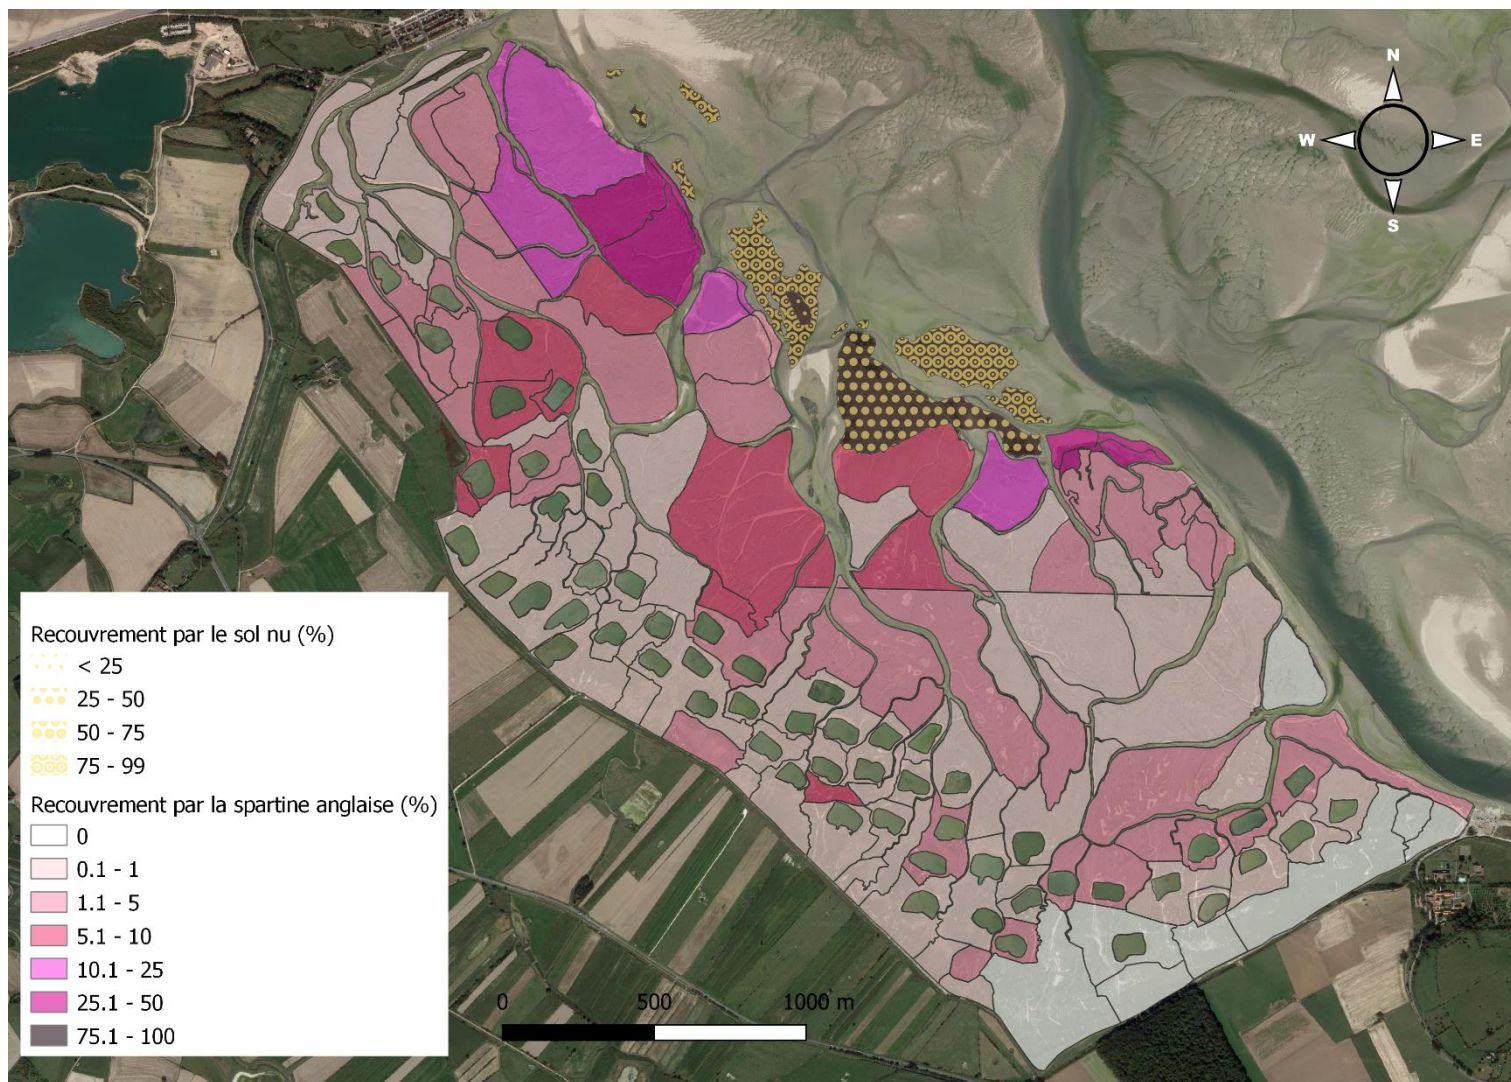 N
W
E
S
Recouvrement par le sol nu (%)
< 25
25 - 50
50 - 75
75 - 99
Recouvrement par la spartine anglaise (%)
0
0.1 - 1
1.1 - 5
5.1 - 10
10.1 - 25
25.1 - 50
75.1 - 100
0 500 1000 m